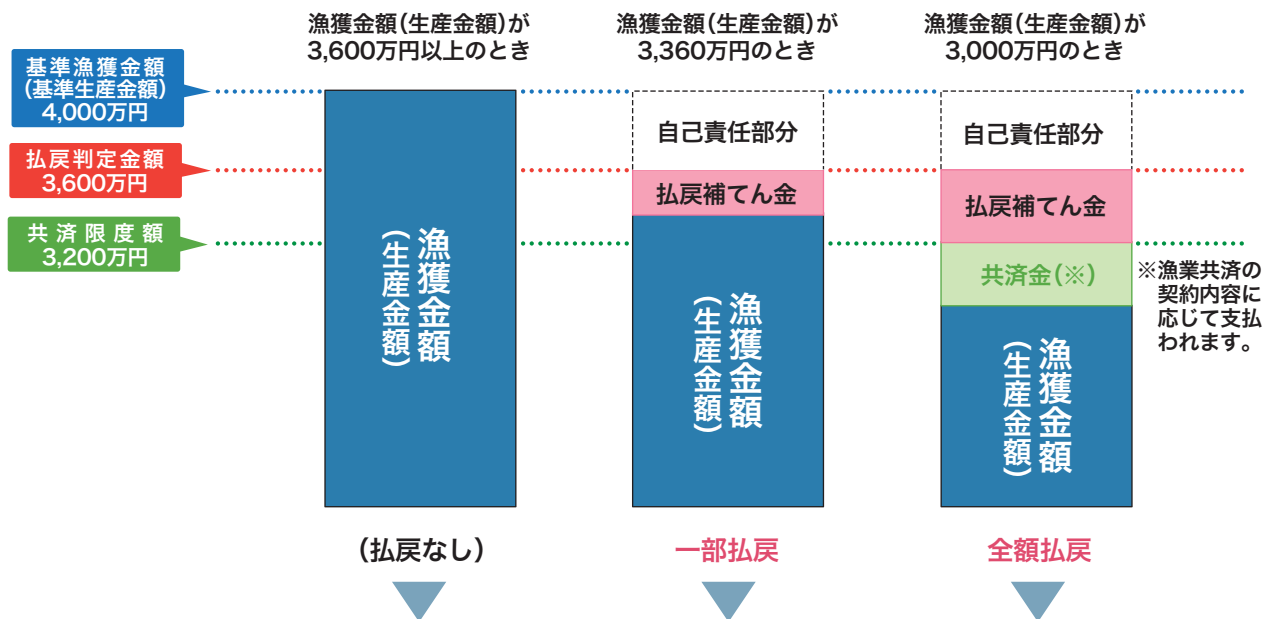 漁獲金額(生産金額)が
3,600万円以上のとき
漁獲金額(生産金額)が
3,360万円のとき
漁獲金額(生産金額)が
3,000万円のとき
基準漁獲金額
(基準生産金額)
4,000万円
払戻判定金額
3,600万円
共済限度額
3,200万円
漁獲金額
(生産金額)
自己責任部分
払戻補てん金
漁獲金額
(生産金額)
自己責任部分
払戻補てん金
共済金(※)
漁獲金額
(生産金額)
※漁業共済の
契約内容に
応じて支払
われます。
(払戻なし)
一部払戻
全額払戻